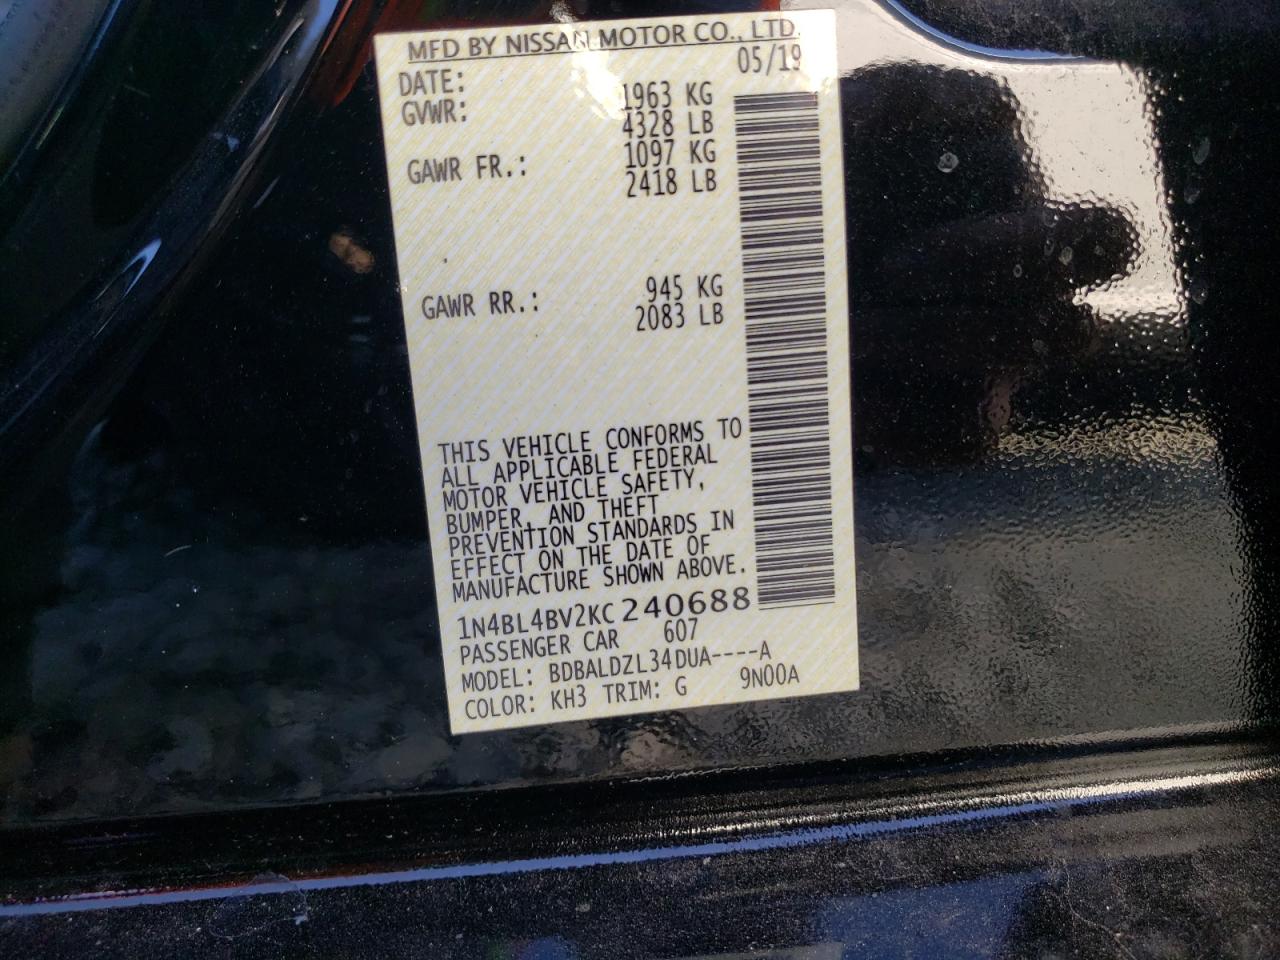 MFD BY NISSAN MOTOR CO., LTD.
DATE: 05/19
GVWR: 1963 KG
4328 LB
GAWR FR.: 1097 KG
2418 LB
GAWR RR.: 945 KG
2083 LB
THIS VEHICLE CONFORMS TO
ALL APPLICABLE FEDERAL
MOTOR VEHICLE SAFETY,
BUMPER, AND THEFT
PREVENTION STANDARDS IN
EFFECT ON THE DATE OF
MANUFACTURE SHOWN ABOVE.
1N4BL4BV2KC240688
PASSENGER CAR 607
MODEL: BDBALDZL34DUA----A
COLOR: KH3 TRIM: G 9N00A